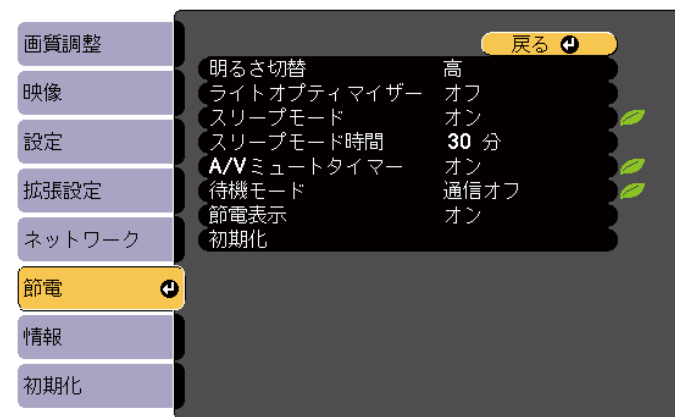 画質調整
映像
設定
拡張設定
ネットワーク
節電
情報
初期化
戻る
明るさ切替 高
ライトオプティマイザー オフ
スリープモード オン
スリープモード時間 30 分
A/Vミュートタイマー オン
待機モード 通信オフ
節電表示 オン
初期化